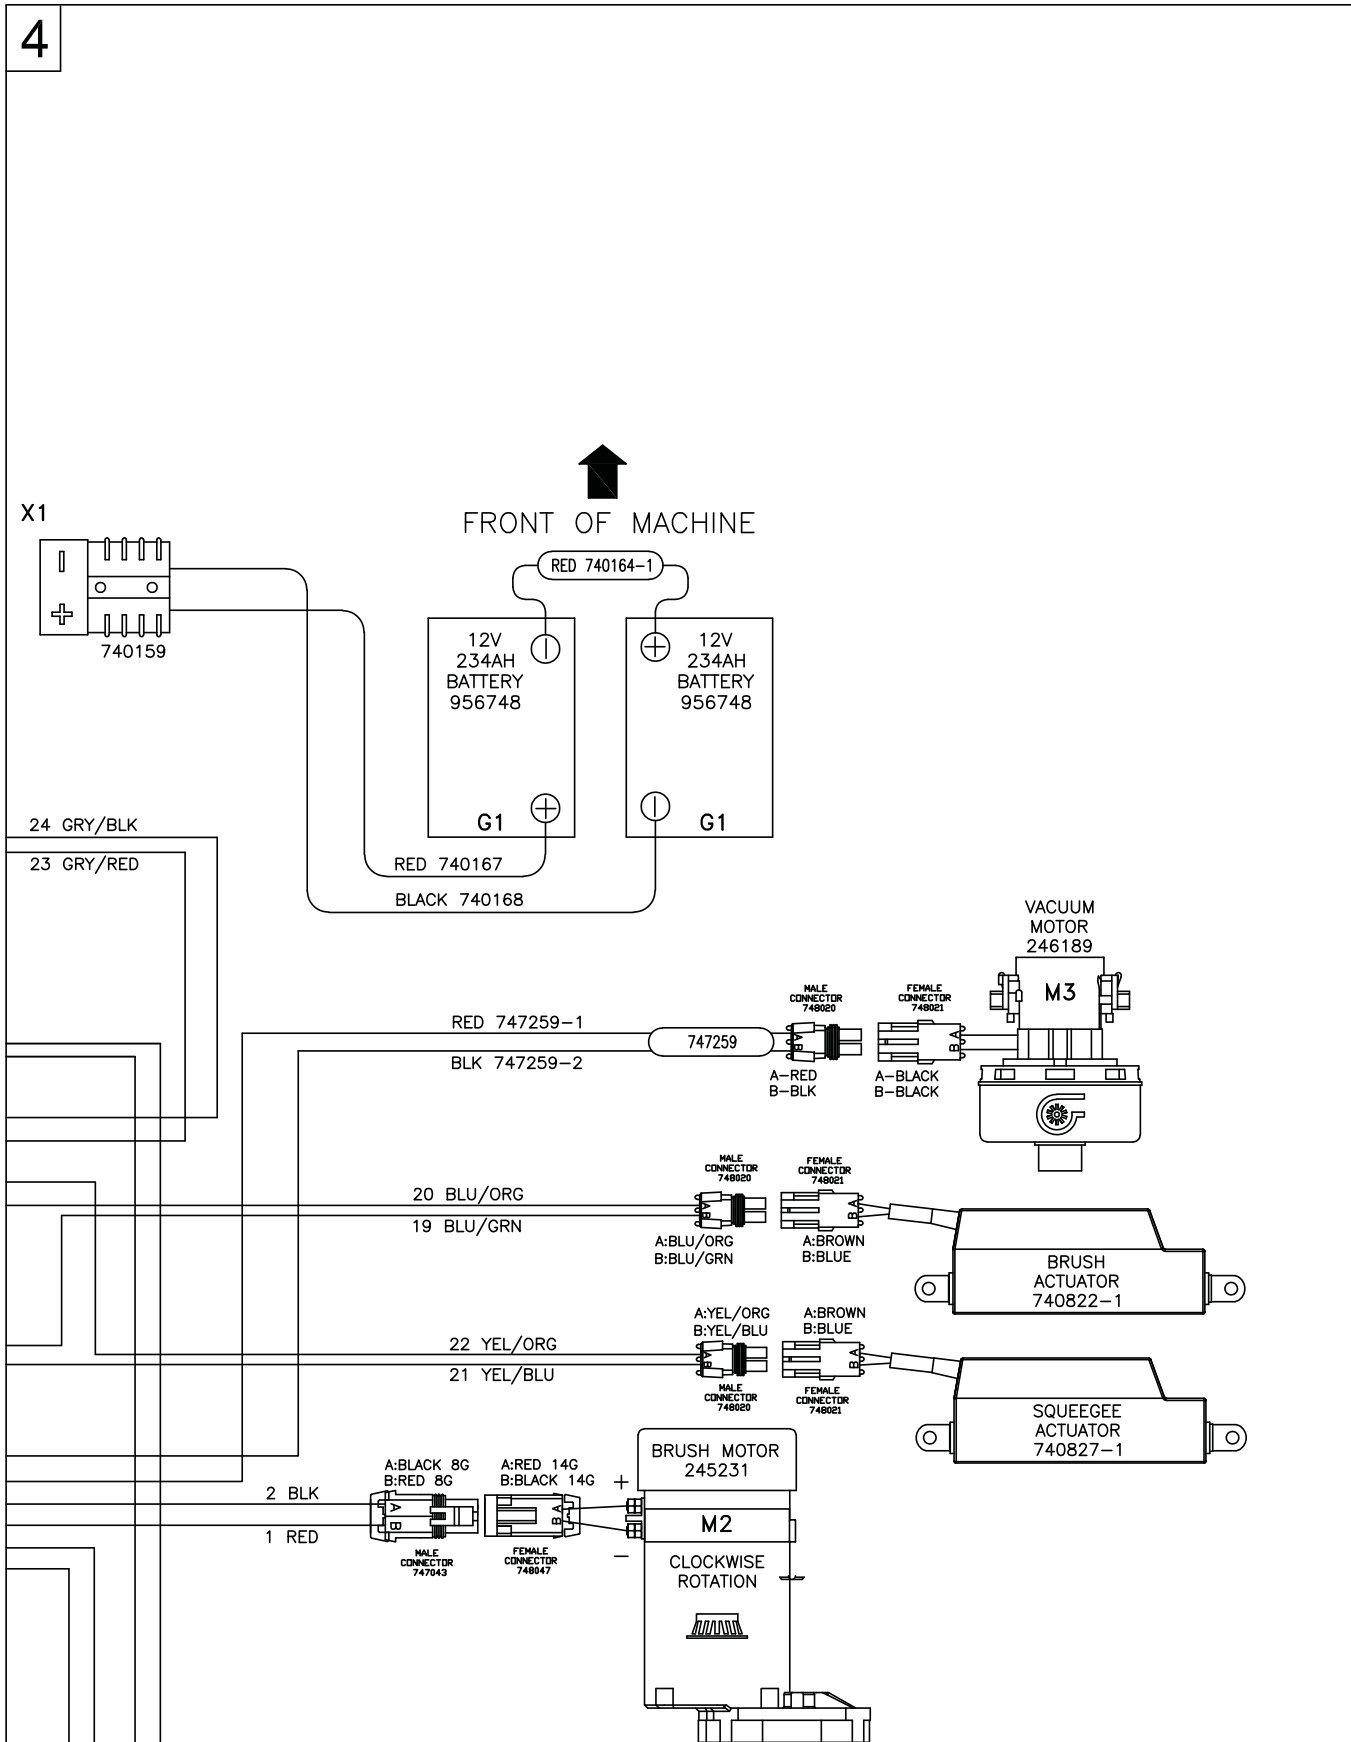 4
X1
FRONT OF MACHINE
RED 740164-1
740159
12V
234AH
BATTERY
956748
G1
12V
234AH
BATTERY
956748
G1
24 GRY/BLK
23 GRY/RED
RED 740167
BLACK 740168
VACUUM
MOTOR
246189
M3
RED 747259-1
BLK 747259-2
747259
MALE
CONNECTOR
748020
FEMALE
CONNECTOR
748021
A
B
A
B
A-RED
B-BLK
A-BLACK
B-BLACK
20 BLU/ORG
19 BLU/GRN
MALE
CONNECTOR
748020
FEMALE
CONNECTOR
748021
A
B
A
B
A:BLU/ORG
B:BLU/GRN
A:BROWN
B:BLUE
BRUSH
ACTUATOR
740822-1
22 YEL/ORG
21 YEL/BLU
A:YEL/ORG
B:YEL/BLU
A:BROWN
B:BLUE
A
B
A
B
MALE
CONNECTOR
748020
FEMALE
CONNECTOR
748021
SQUEEGEE
ACTUATOR
740827-1
2 BLK
1 RED
A:BLACK 8G
B:RED 8G
A:RED 14G
B:BLACK 14G
A
B
A
B
MALE
CONNECTOR
747043
FEMALE
CONNECTOR
748047
+
−
BRUSH MOTOR
245231
M2
CLOCKWISE
ROTATION